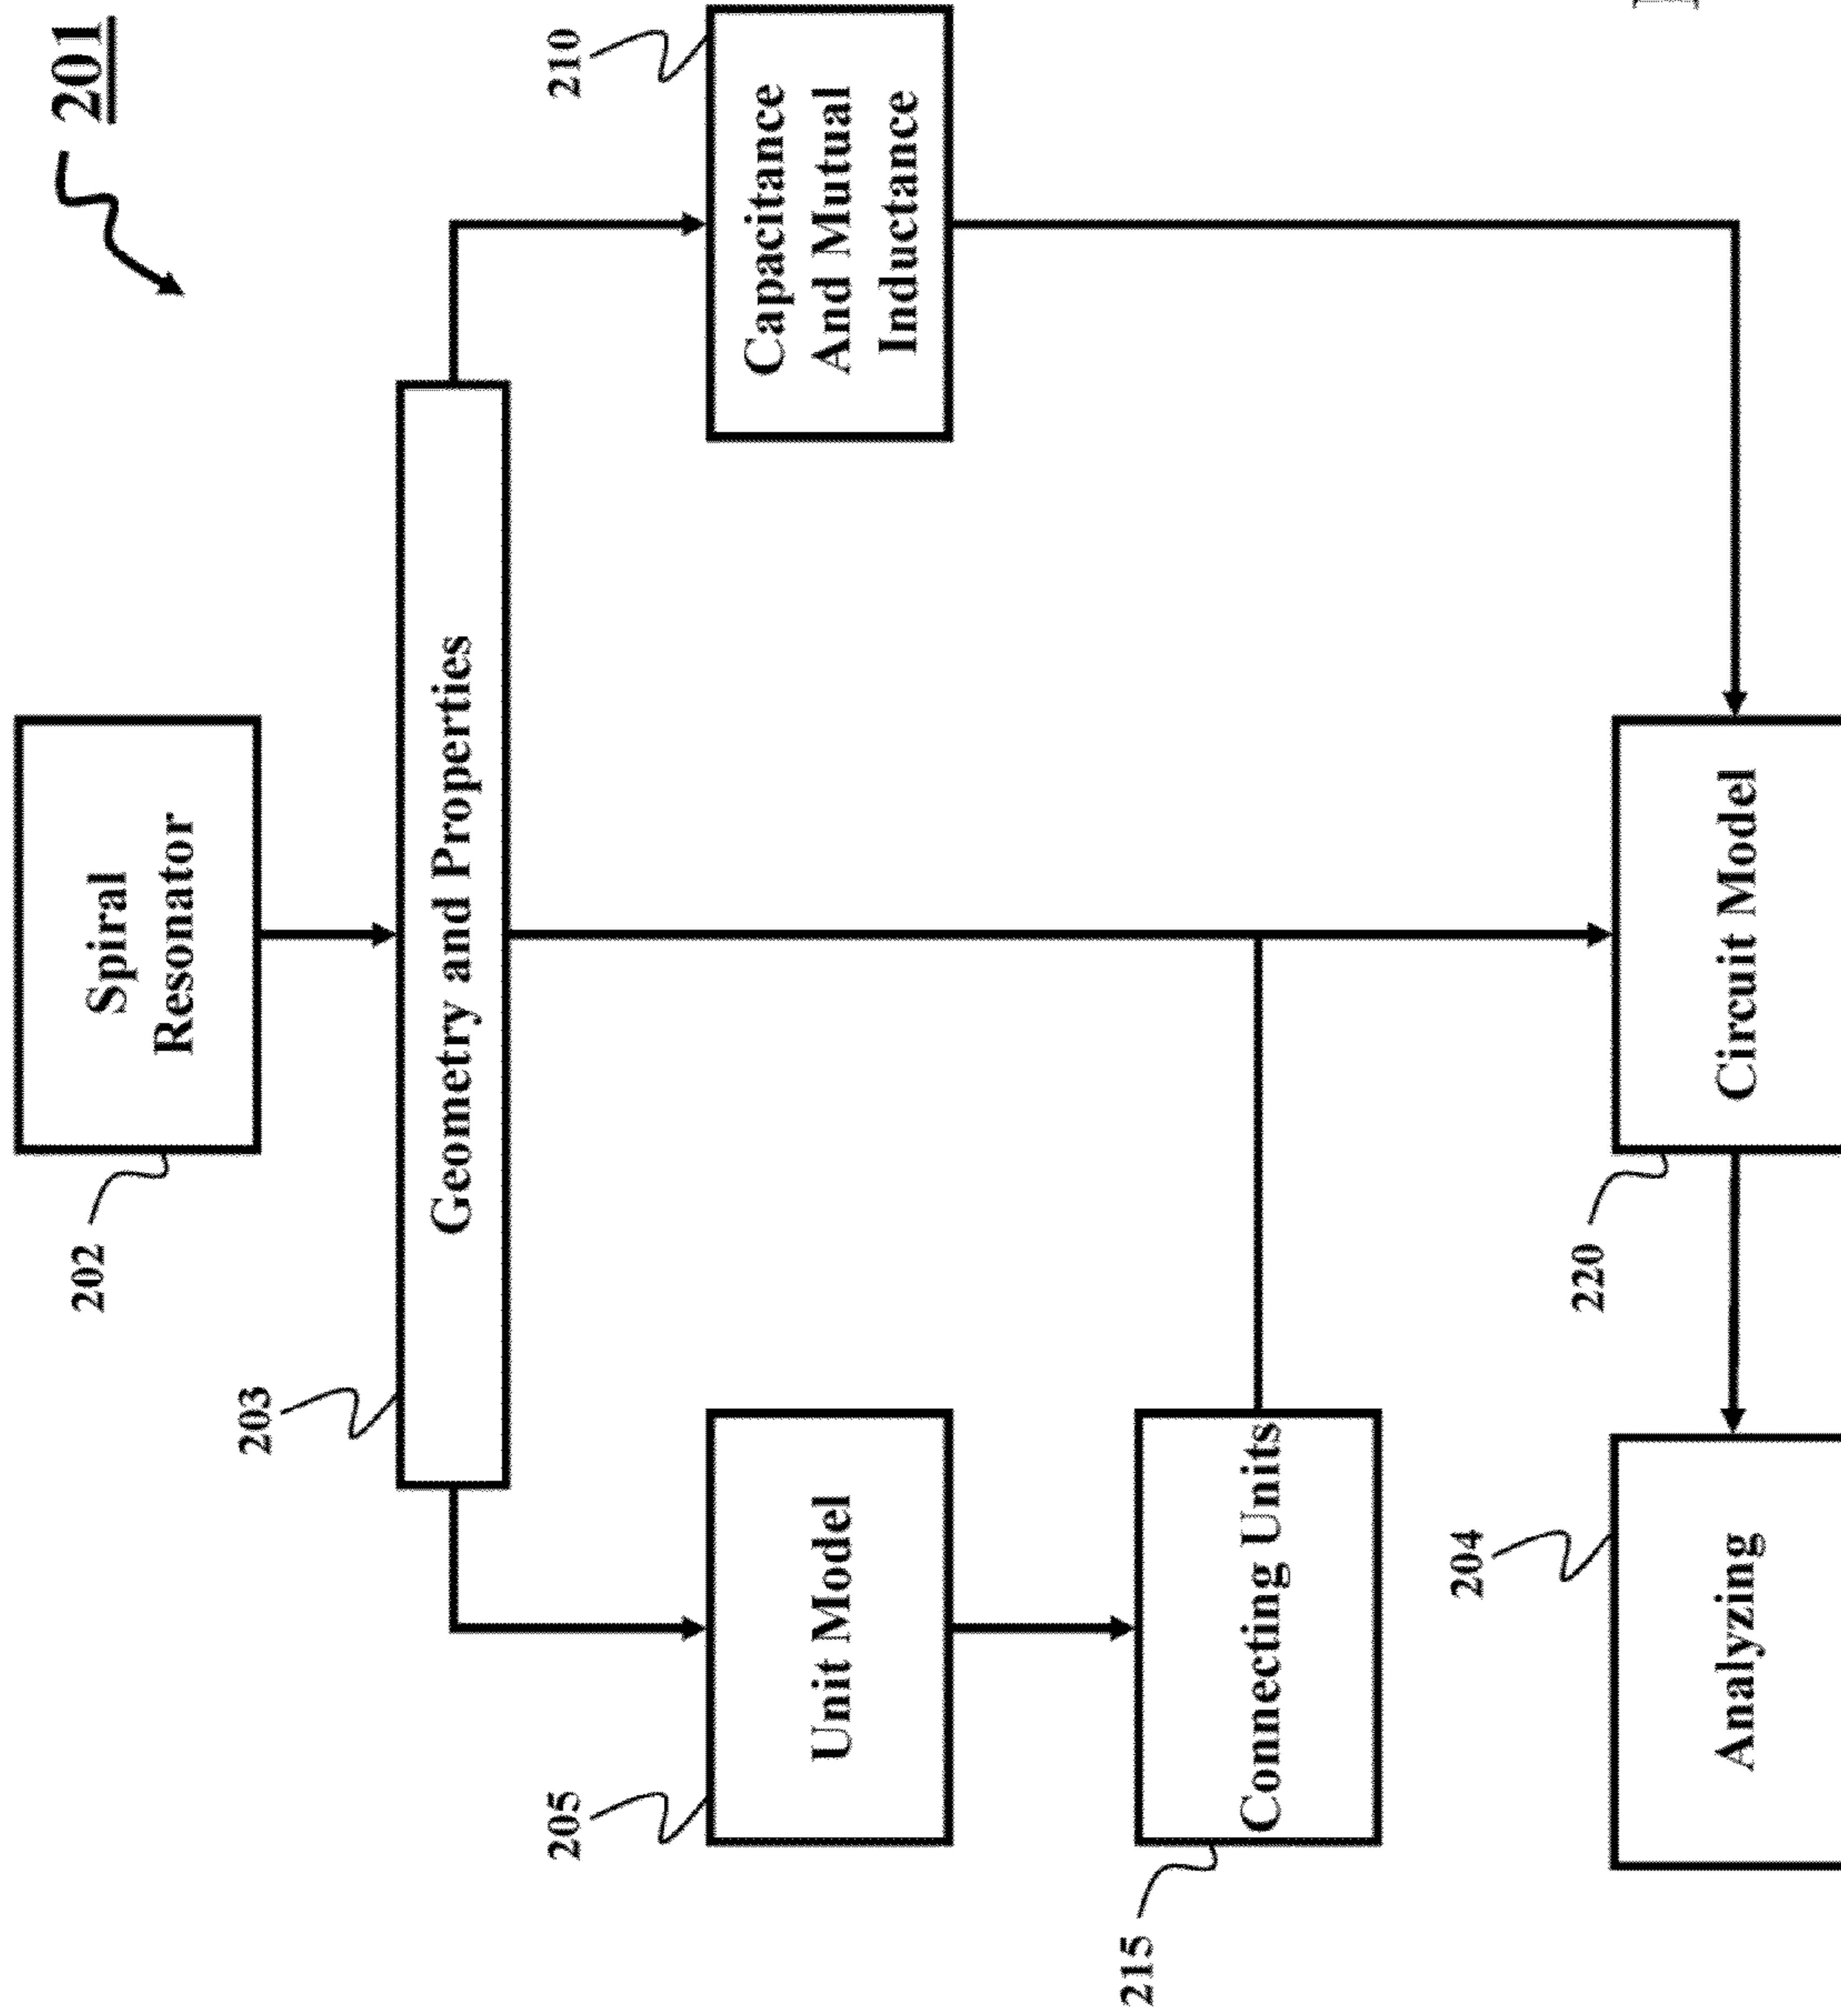 201
202
Spiral
Resonator
203
Geometry and Properties
205
Unit Model
210
Capacitance
And Mutual
Inductance
215
Connecting Units
204
Analyzing
220
Circuit Model